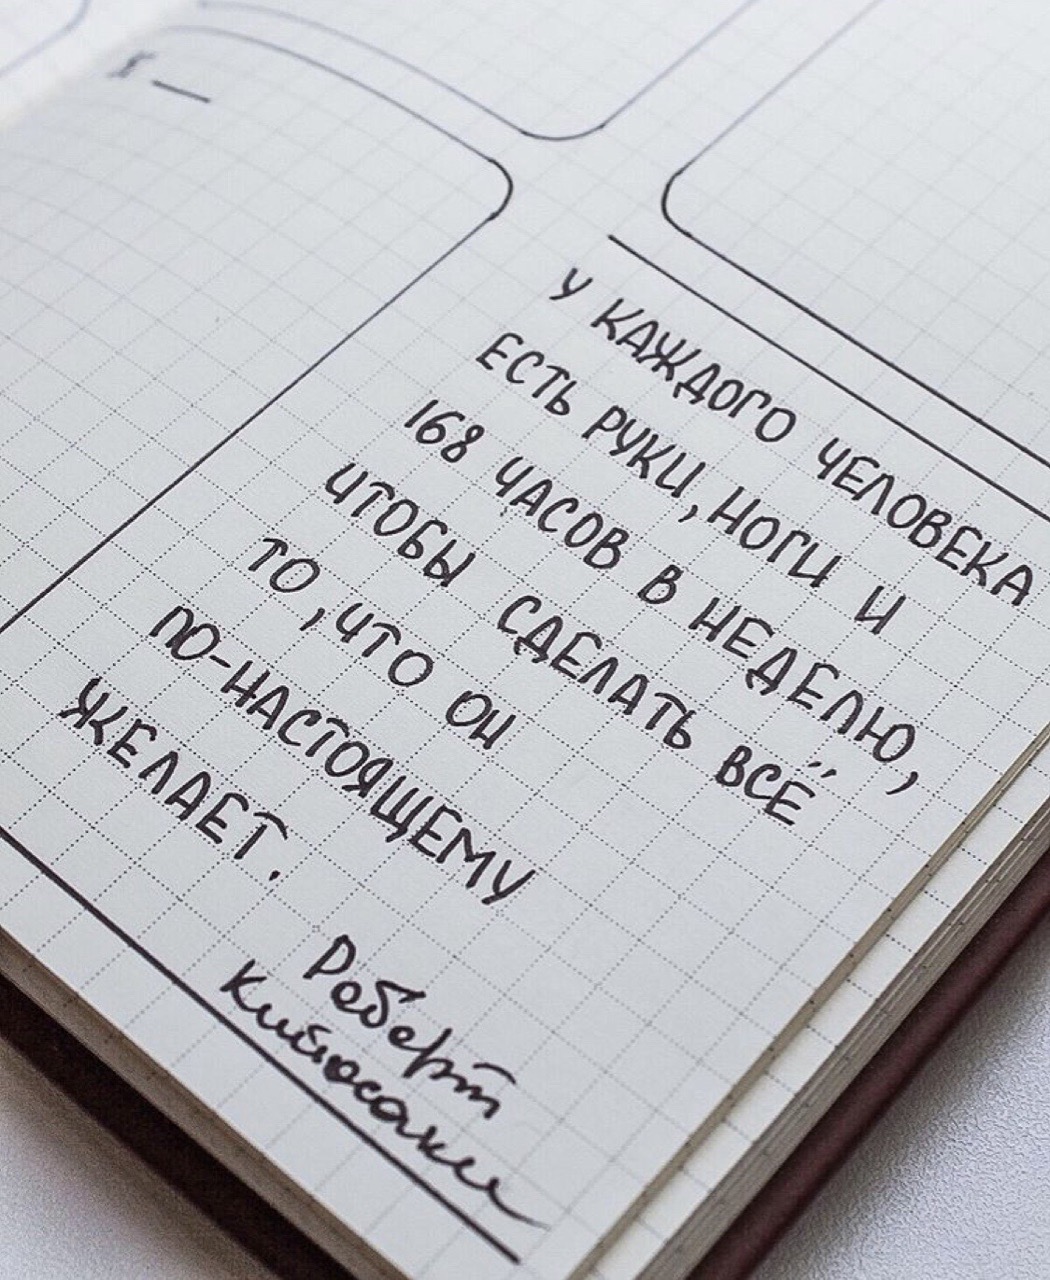 У КАЖДОГО ЧЕЛОВЕКА
ЕСТЬ РУКИ, НОГИ И
168 ЧАСОВ В НЕДЕЛЮ,
ЧТОБЫ СДЕЛАТЬ ВСЁ
ТО, ЧТО ОН
ПО-НАСТОЯЩЕМУ
ЖЕЛАЕТ.
Роберт
Кийосаки